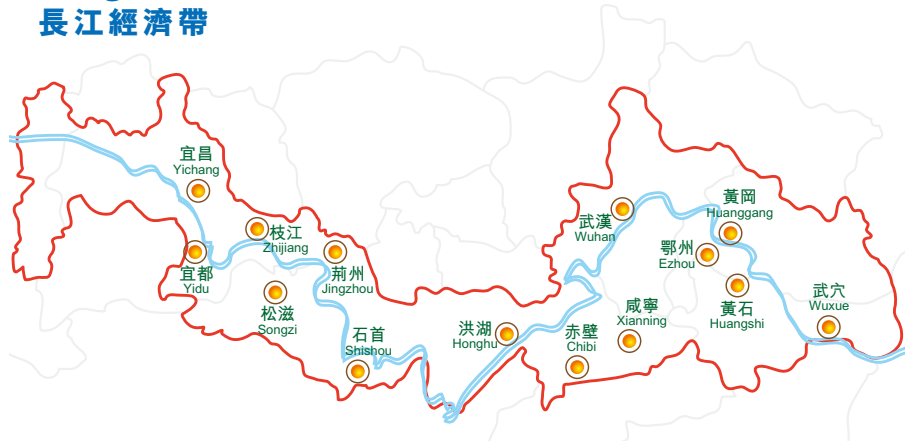 長江經濟帶
宜昌
Yichang
枝江
Zhijiang
宜都
Yidu
荊州
Jingzhou
松滋
Songzi
石首
Shishou
洪湖
Honghu
武漢
Wuhan
黃岡
Huanggang
鄂州
Ezhou
黃石
Huangshi
武穴
Wuxue
咸寧
Xianning
赤壁
Chibi